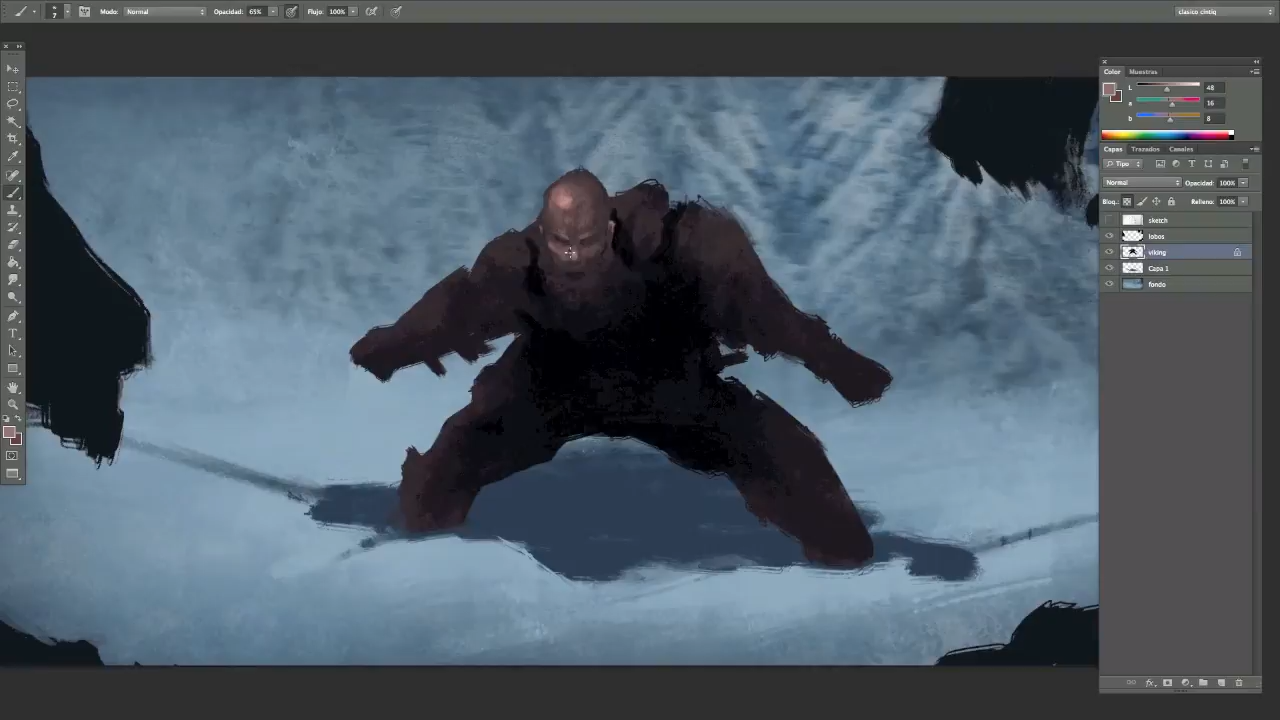 7 Modo: Normal Opacidad: 65% Flujo: 100% clasico cintiq
Color Muestras
L 48
a 16
b 8
Capas Trazados Canales
Tipo
Normal Opacidad: 100%
Bloq.: Relleno: 100%
sketch
lobos
viking
Capa 1
fondo